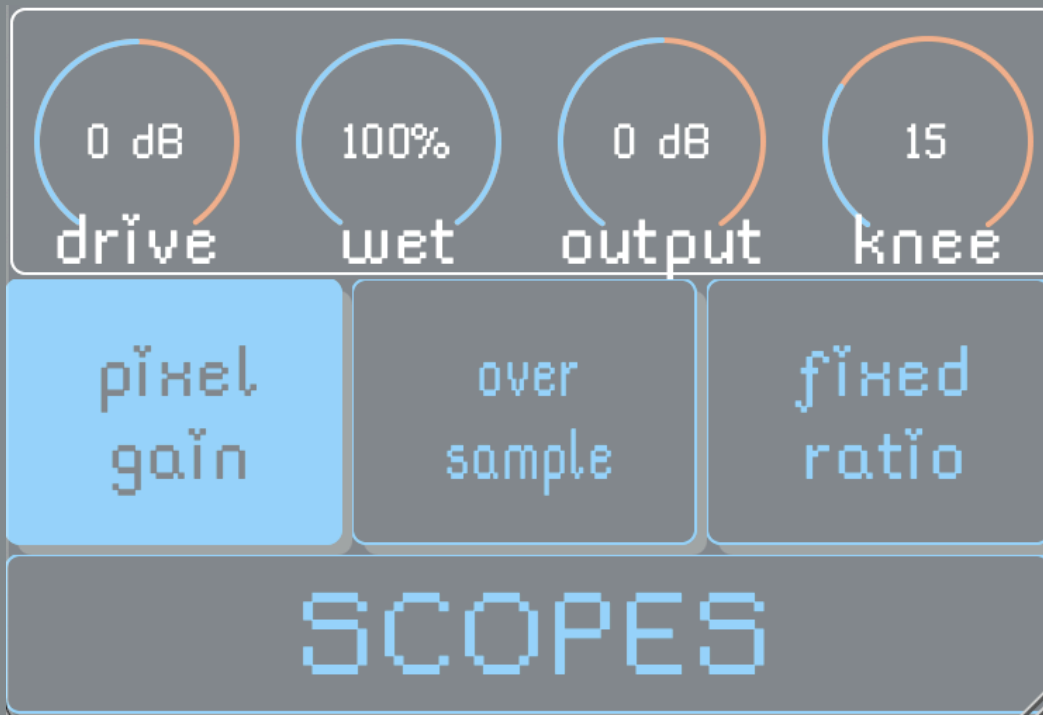 0 dB 100% 0 dB 15
drive wet output knee
pixel over fixed
gain sample ratio
SCOPES